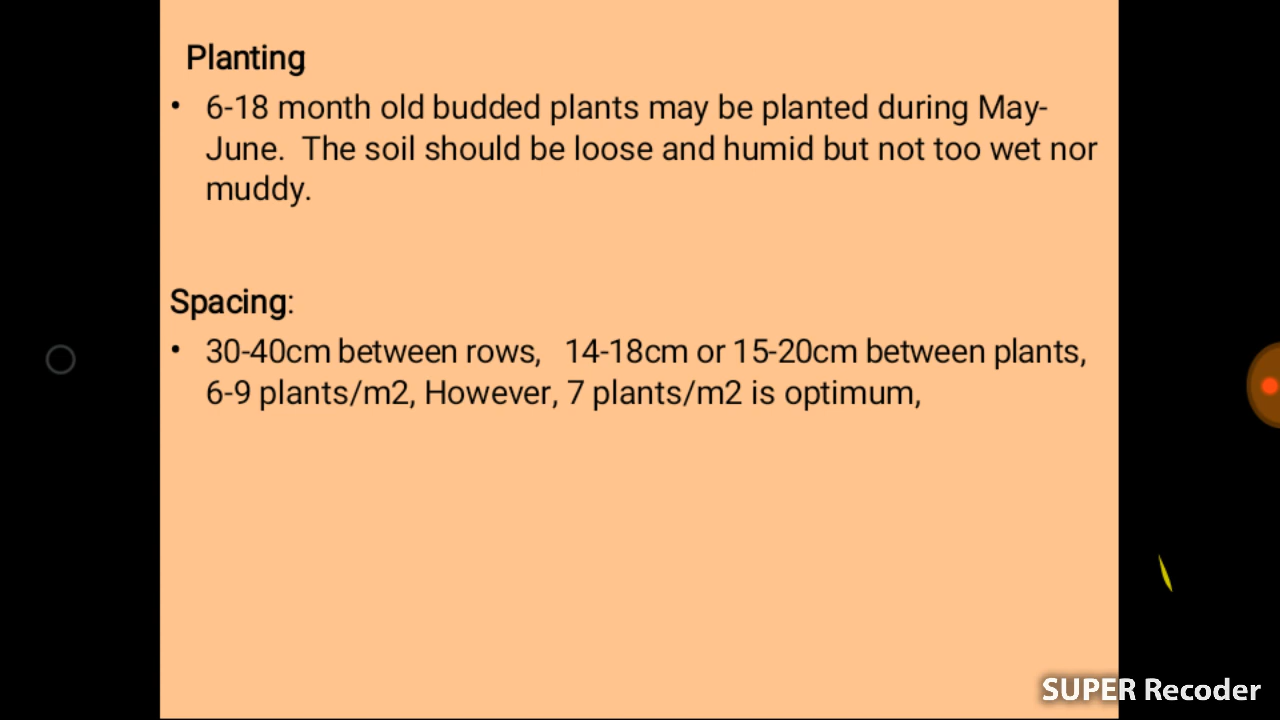 Planting
• 6-18 month old budded plants may be planted during May-
June.  The soil should be loose and humid but not too wet nor
muddy.
Spacing:
• 30-40cm between rows,   14-18cm or 15-20cm between plants,
6-9 plants/m2, However, 7 plants/m2 is optimum,
SUPER Recoder